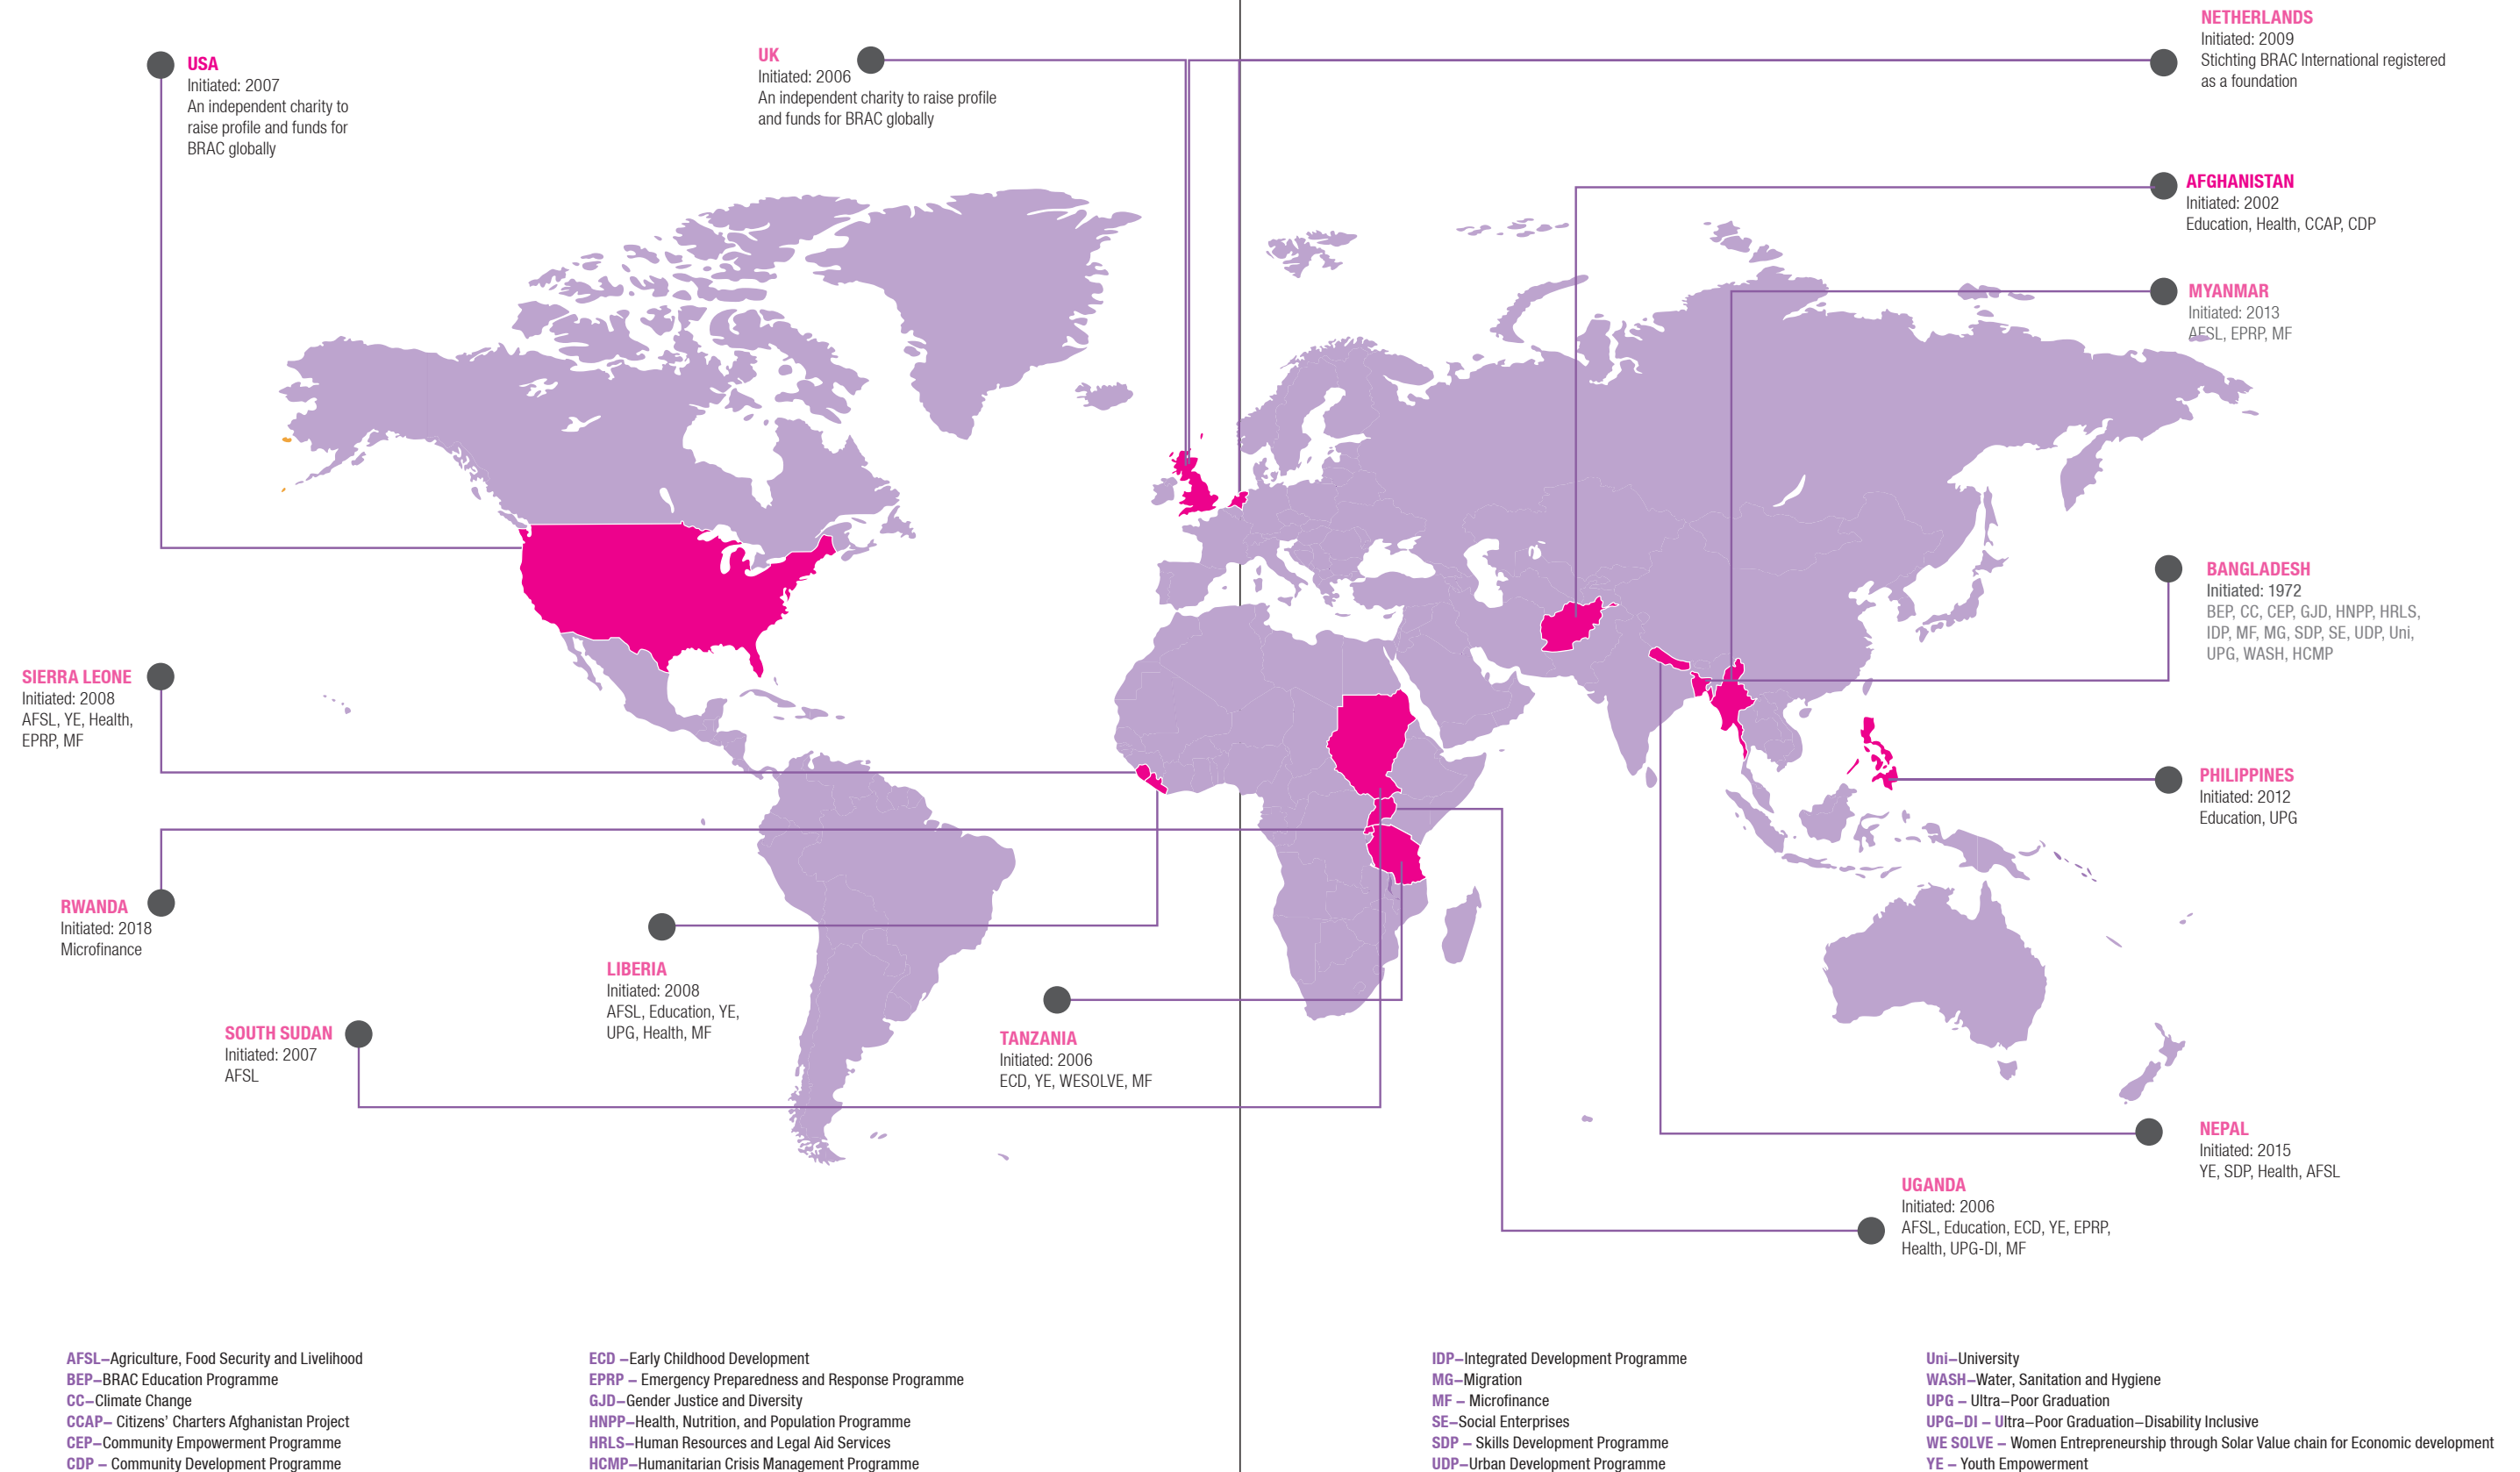 USA
Initiated: 2007
An independent charity to
raise profile and funds for
BRAC globally
UK
Initiated: 2006
An independent charity to raise profile
and funds for BRAC globally
NETHERLANDS
Initiated: 2009
Stichting BRAC International registered
as a foundation
AFGHANISTAN
Initiated: 2002
Education, Health, CCAP, CDP
MYANMAR
Initiated: 2013
AFSL, EPRP, MF
BANGLADESH
Initiated: 1972
BEP, CC, CEP, GJD, HNPP, HRLS,
IDP, MF, MG, SDP, SE, UDP, Uni,
UPG, WASH, HCMP
SIERRA LEONE
Initiated: 2008
AFSL, YE, Health,
EPRP, MF
PHILIPPINES
Initiated: 2012
Education, UPG
RWANDA
Initiated: 2018
Microfinance
LIBERIA
Initiated: 2008
AFSL, Education, YE,
UPG, Health, MF
SOUTH SUDAN
Initiated: 2007
AFSL
TANZANIA
Initiated: 2006
ECD, YE, WESOLVE, MF
NEPAL
Initiated: 2015
YE, SDP, Health, AFSL
UGANDA
Initiated: 2006
AFSL, Education, ECD, YE, EPRP,
Health, UPG-DI, MF
AFSL–Agriculture, Food Security and Livelihood
BEP–BRAC Education Programme
CC–Climate Change
CCAP– Citizens’ Charters Afghanistan Project
CEP–Community Empowerment Programme
CDP – Community Development Programme
ECD –Early Childhood Development
EPRP – Emergency Preparedness and Response Programme
GJD–Gender Justice and Diversity
HNPP–Health, Nutrition, and Population Programme
HRLS–Human Resources and Legal Aid Services
HCMP–Humanitarian Crisis Management Programme
IDP–Integrated Development Programme
MG–Migration
MF – Microfinance
SE–Social Enterprises
SDP – Skills Development Programme
UDP–Urban Development Programme
Uni–University
WASH–Water, Sanitation and Hygiene
UPG – Ultra–Poor Graduation
UPG–DI – Ultra–Poor Graduation–Disability Inclusive
WE SOLVE – Women Entrepreneurship through Solar Value chain for Economic development
YE – Youth Empowerment